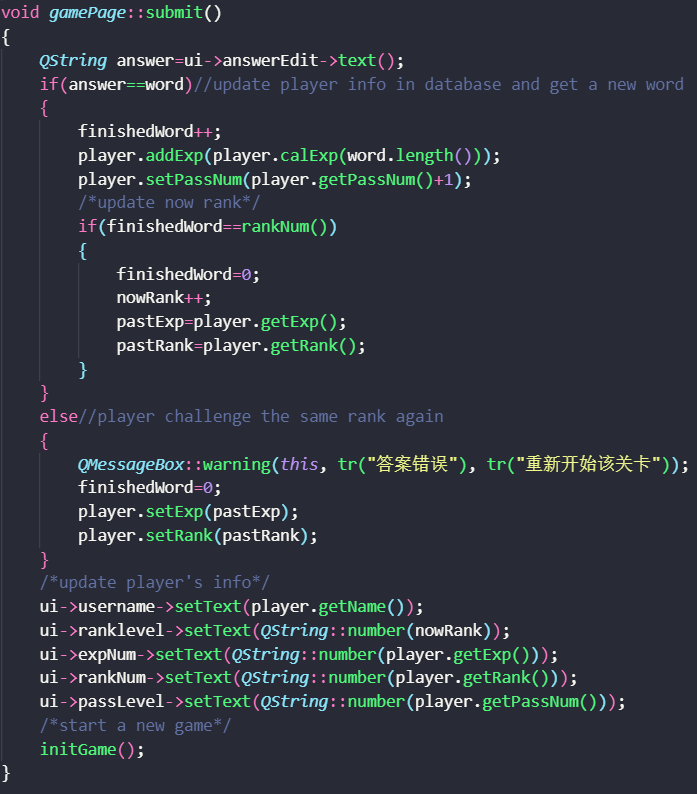 void gamePage::submit()
{
    QString answer=ui->answerEdit->text();
    if(answer==word)//update player info in database and get a new word
    {
        finishedWord++;
        player.addExp(player.calExp(word.length()));
        player.setPassNum(player.getPassNum()+1);
        /*update now rank*/
        if(finishedWord==rankNum())
        {
            finishedWord=0;
            nowRank++;
            pastExp=player.getExp();
            pastRank=player.getRank();
        }
    }
    else//player challenge the same rank again
    {
        QMessageBox::warning(this, tr("答案错误"), tr("重新开始该关卡"));
        finishedWord=0;
        player.setExp(pastExp);
        player.setRank(pastRank);
    }
    /*update player's info*/
    ui->username->setText(player.getName());
    ui->ranklevel->setText(QString::number(nowRank));
    ui->expNum->setText(QString::number(player.getExp()));
    ui->rankNum->setText(QString::number(player.getRank()));
    ui->passLevel->setText(QString::number(player.getPassNum()));
    /*start a new game*/
    initGame();
}